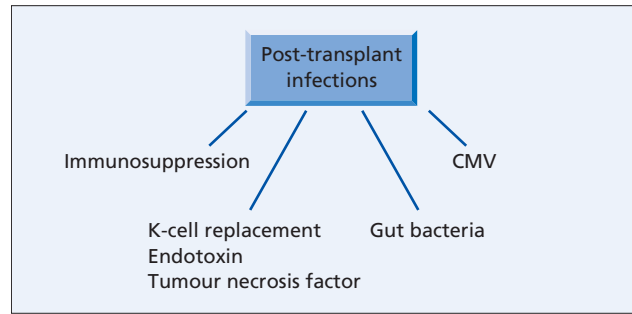 Post-transplant
infections
Immunosuppression
CMV
K-cell replacement
Endotoxin
Tumour necrosis factor
Gut bacteria